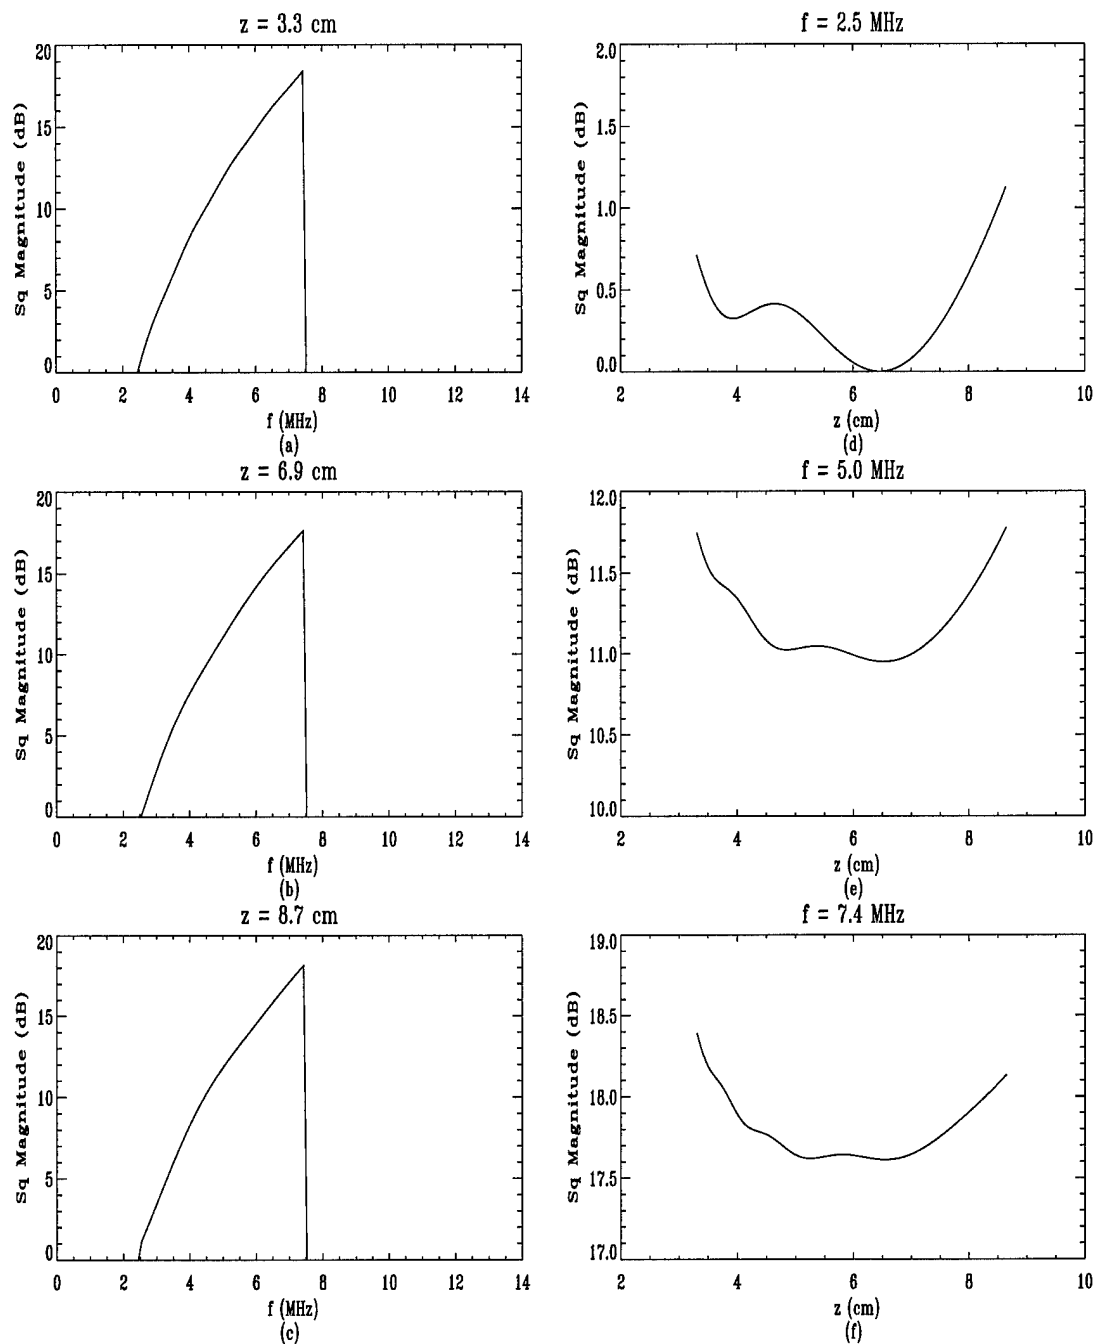 z = 3.3 cm
20
15
10
5
0
Sq Magnitude (dB)
0 2 4 6 8 10 12 14
f (MHz)
(a)
f = 2.5 MHz
2.0
1.5
1.0
0.5
0.0
Sq Magnitude (dB)
2 4 6 8 10
z (cm)
(d)
z = 6.9 cm
20
15
10
5
0
Sq Magnitude (dB)
0 2 4 6 8 10 12 14
f (MHz)
(b)
f = 5.0 MHz
12.0
11.5
11.0
10.5
10.0
Sq Magnitude (dB)
2 4 6 8 10
z (cm)
(e)
z = 8.7 cm
20
15
10
5
0
Sq Magnitude (dB)
0 2 4 6 8 10 12 14
f (MHz)
(c)
f = 7.4 MHz
19.0
18.5
18.0
17.5
17.0
Sq Magnitude (dB)
2 4 6 8 10
z (cm)
(f)